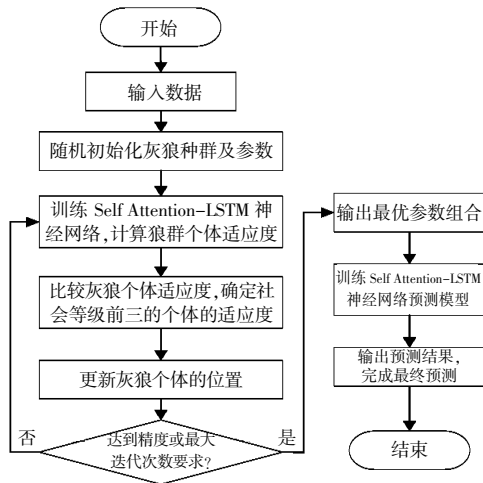 开始
输入数据
随机初始化灰狼种群及参数
训练 Self Attention-LSTM 神
经网络,计算狼群个体适应度
比较灰狼个体适应度,确定社
会等级前三的个体的适应度
更新灰狼个体的位置
达到精度或最大
迭代次数要求?
否
是
输出最优参数组合
训练 Self Attention-LSTM
神经网络预测模型
输出预测结果,
完成最终预测
结束